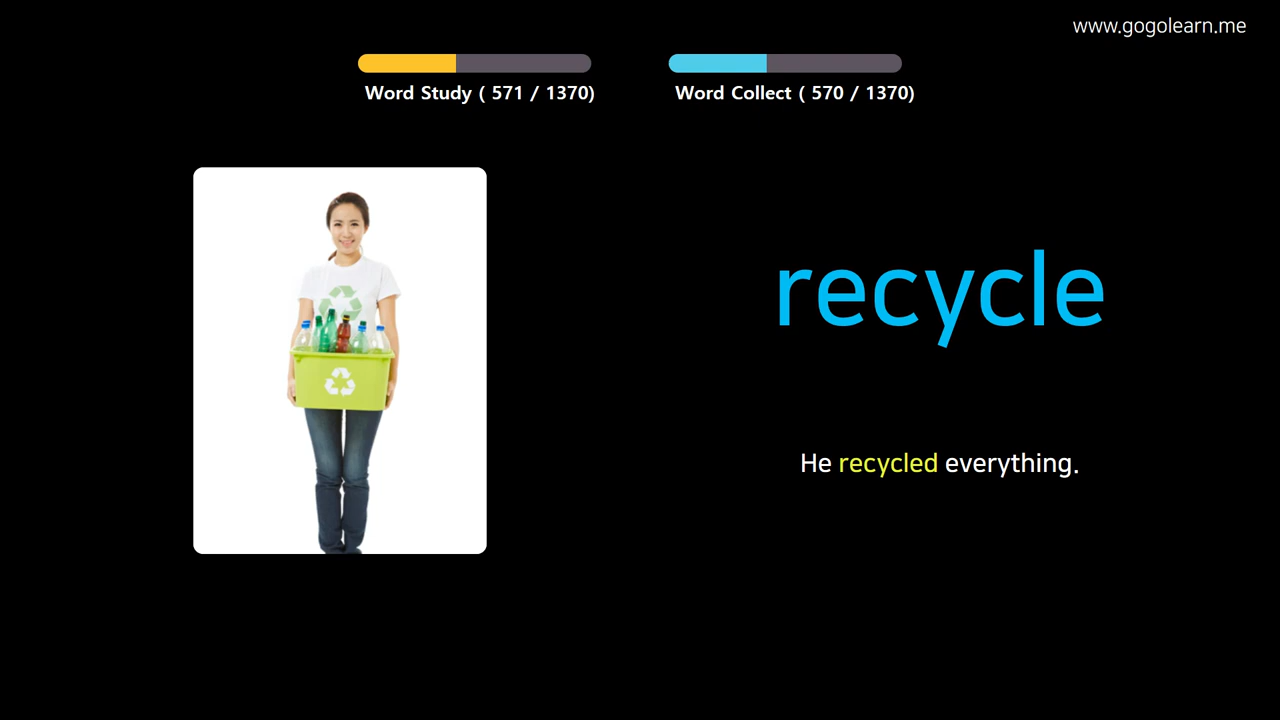 www.gogolearn.me
Word Study ( 571 / 1370)
Word Collect ( 570 / 1370)
recycle
He recycled everything.